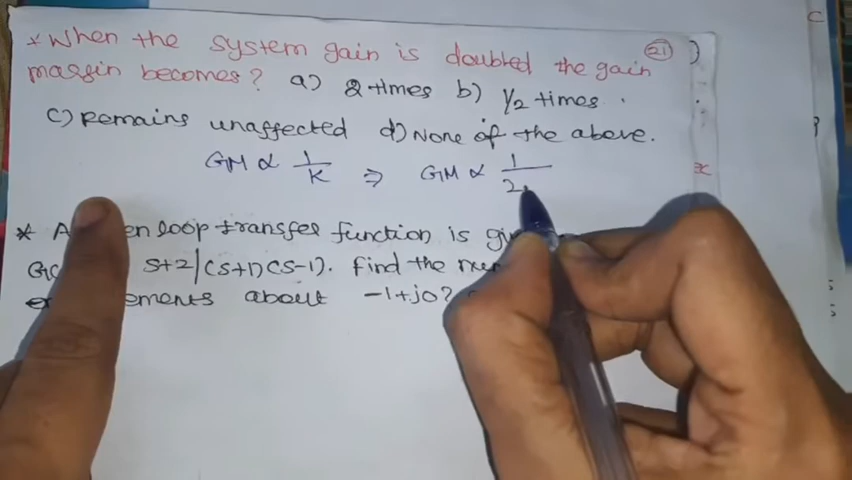 *When the system gain is doubled the gain (21)
margin becomes? a) 2 times b) 1/2 times.
c) Remains unaffected d) None of the above.
GM ∝ 1/K ⇒ GM ∝ 1/2
* A en loop transfer function is gi
G( s+2/(s+1)(s-1). Find the
ements about -1+j0?